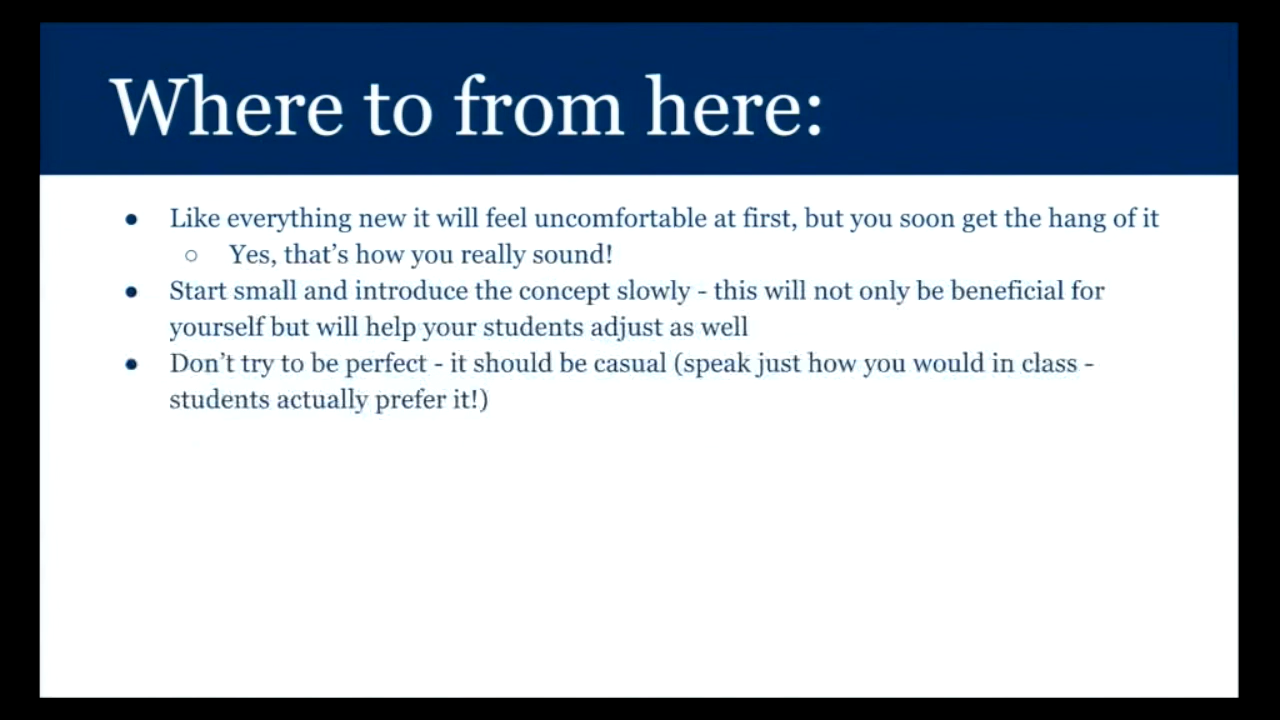 Where to from here:
● Like everything new it will feel uncomfortable at first, but you soon get the hang of it
○ Yes, that's how you really sound!
● Start small and introduce the concept slowly - this will not only be beneficial for
yourself but will help your students adjust as well
● Don't try to be perfect - it should be casual (speak just how you would in class -
students actually prefer it!)